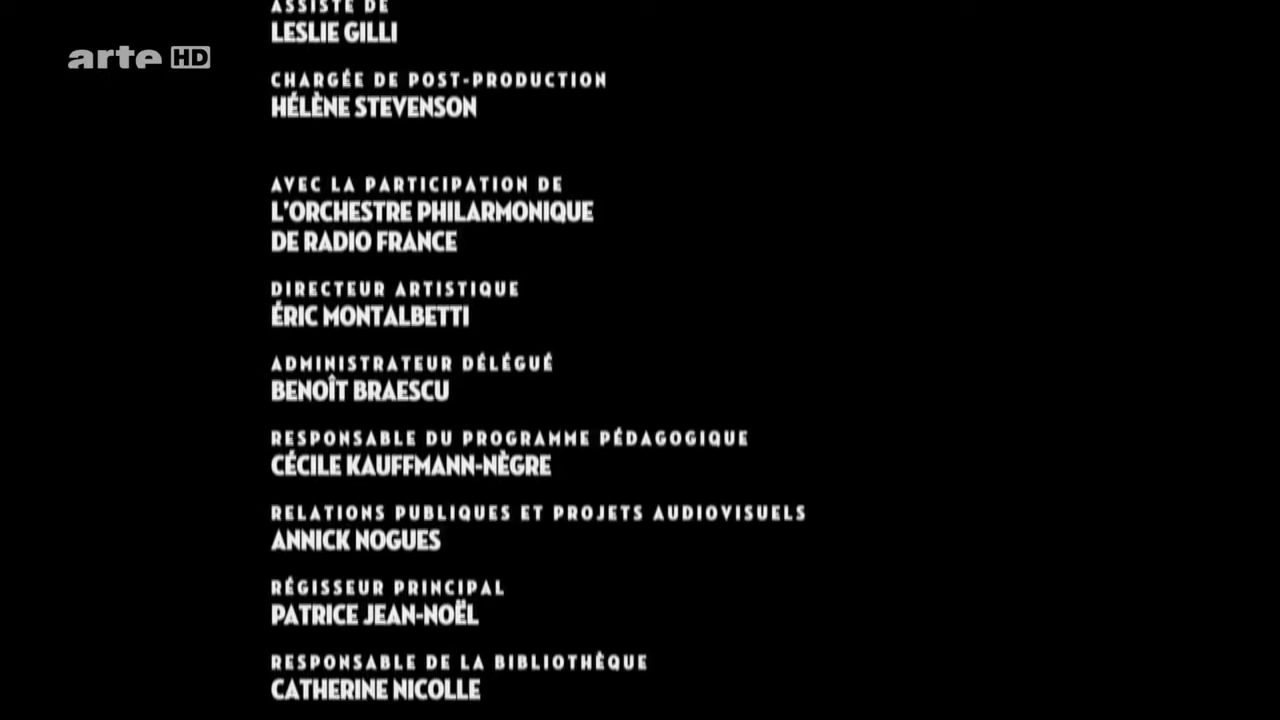 ASSISTÉ DE
LESLIE GILLI
arte HD
CHARGÉE DE POST-PRODUCTION
HÉLÈNE STEVENSON
AVEC LA PARTICIPATION DE
L'ORCHESTRE PHILARMONIQUE
DE RADIO FRANCE
DIRECTEUR ARTISTIQUE
ÉRIC MONTALBETTI
ADMINISTRATEUR DÉLÉGUÉ
BENOÎT BRAESCU
RESPONSABLE DU PROGRAMME PÉDAGOGIQUE
CÉCILE KAUFFMANN-NÈGRE
RELATIONS PUBLIQUES ET PROJETS AUDIOVISUELS
ANNICK NOGUES
RÉGISSEUR PRINCIPAL
PATRICE JEAN-NOËL
RESPONSABLE DE LA BIBLIOTHÈQUE
CATHERINE NICOLLE